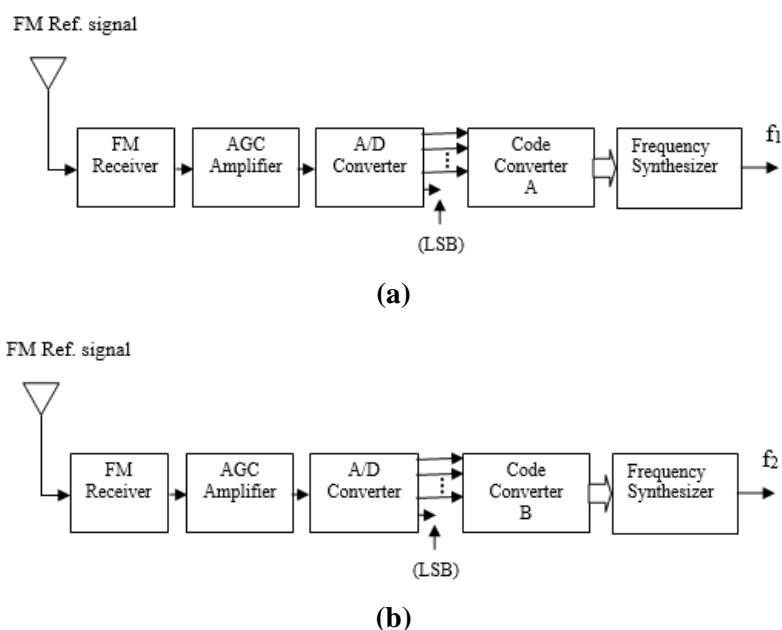 FM Ref. signal
FM
Receiver
AGC
Amplifier
A/D
Converter
(LSB)
Code
Converter
A
Frequency
Synthesizer
f1
(a)
FM Ref. signal
FM
Receiver
AGC
Amplifier
A/D
Converter
(LSB)
Code
Converter
B
Frequency
Synthesizer
f2
(b)